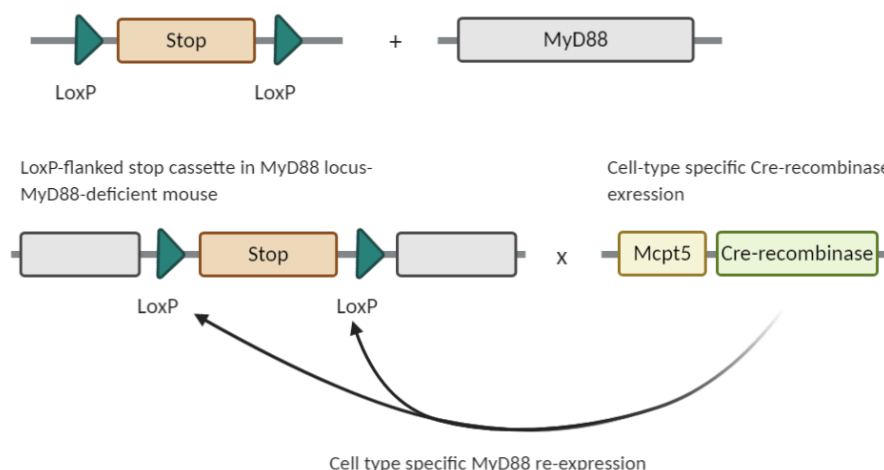 Stop
+
MyD88
LoxP
LoxP
LoxP-flanked stop cassette in MyD88 locus-
MyD88-deficient mouse
Cell-type specific Cre-recombinase
exression
Stop
x
Mcpt5
Cre-recombinase
LoxP
LoxP
Cell type specific MyD88 re-expression